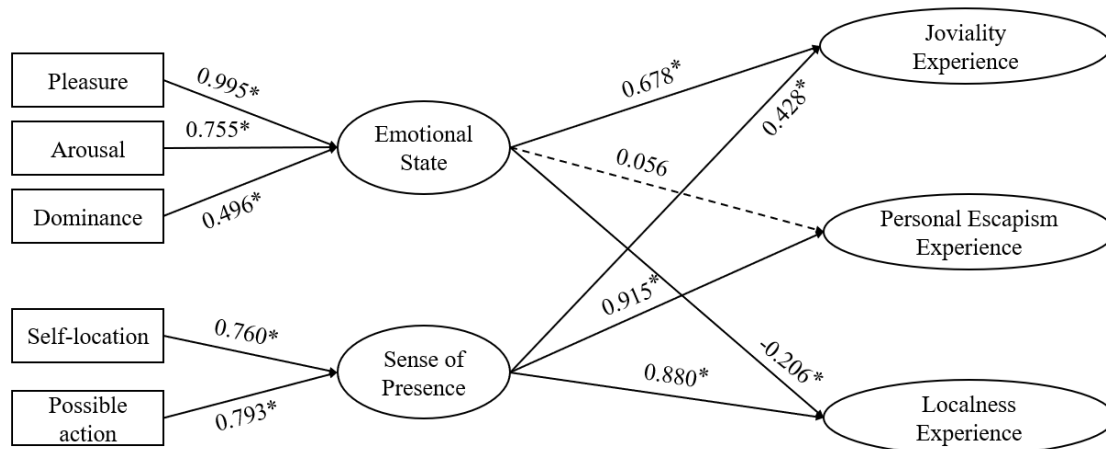 Pleasure
Arousal
Dominance
Self-location
Possible
action
0.995*
0.755*
0.496*
0.760*
0.793*
Emotional
State
Sense of
Presence
0.678*
0.428*
0.056
0.915*
-0.206*
0.880*
Joviality
Experience
Personal Escapism
Experience
Localness
Experience